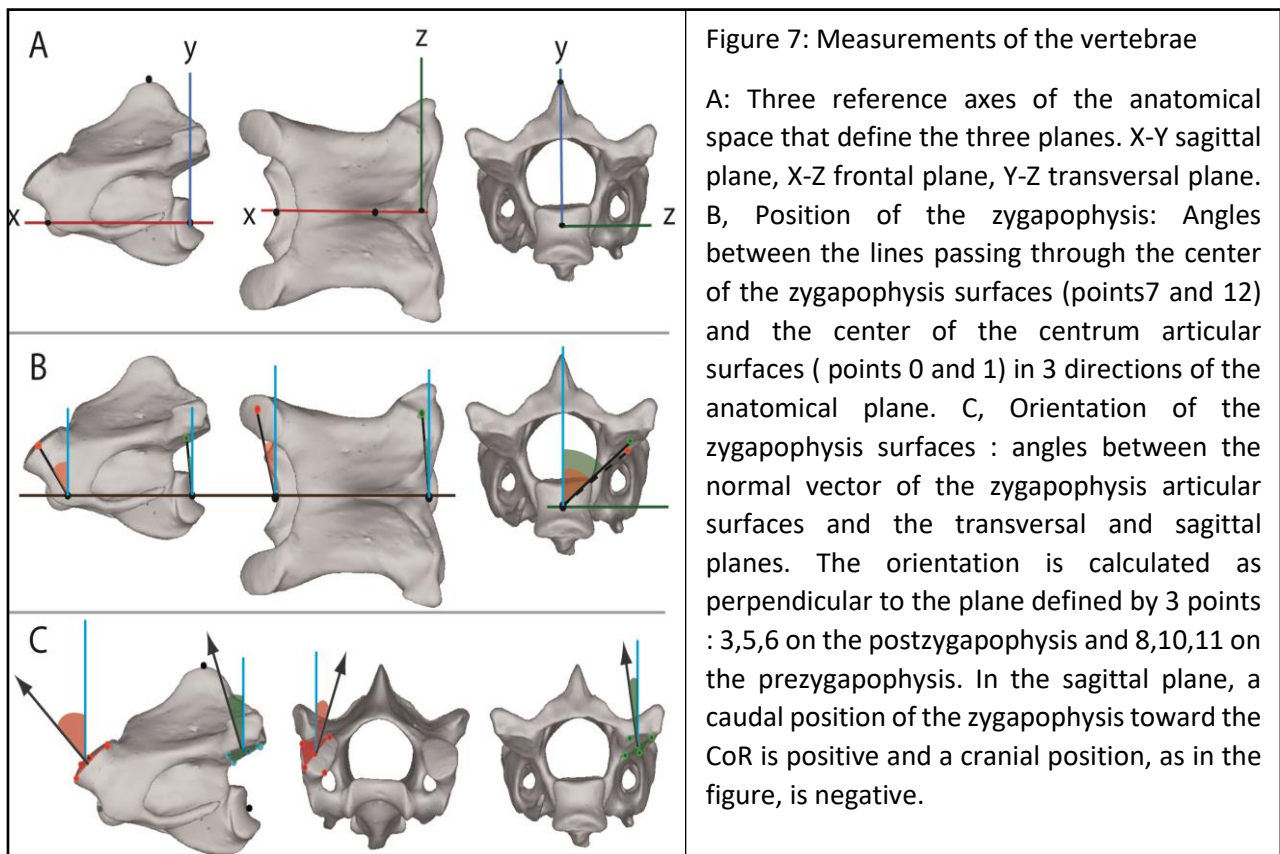 A
y
x
z
x
y
z
B
C
Figure 7: Measurements of the vertebrae
A: Three reference axes of the anatomical
space that define the three planes. X-Y sagittal
plane, X-Z frontal plane, Y-Z transversal plane.
B, Position of the zygapophysis: Angles
between the lines passing through the center
of the zygapophysis surfaces (points7 and 12)
and the center of the centrum articular
surfaces ( points 0 and 1) in 3 directions of the
anatomical plane. C, Orientation of the
zygapophysis surfaces : angles between the
normal vector of the zygapophysis articular
surfaces and the transversal and sagittal
planes. The orientation is calculated as
perpendicular to the plane defined by 3 points
: 3,5,6 on the postzygapophysis and 8,10,11 on
the prezygapophysis. In the sagittal plane, a
caudal position of the zygapophysis toward the
CoR is positive and a cranial position, as in the
figure, is negative.